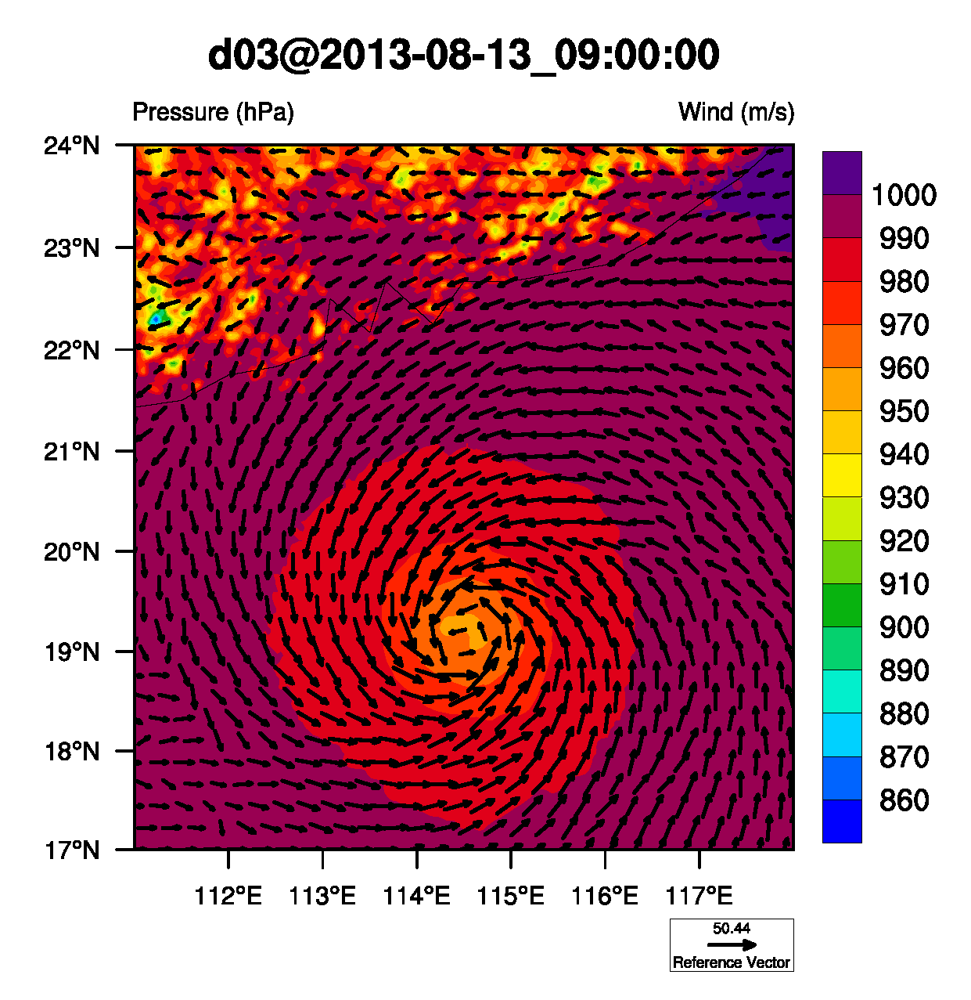 d03@2013-08-13_09:00:00
Pressure (hPa)
Wind (m/s)
24°N
23°N
22°N
21°N
20°N
19°N
18°N
17°N
112°E
113°E
114°E
115°E
116°E
117°E
1000
990
980
970
960
950
940
930
920
910
900
890
880
870
860
50.44
Reference Vector